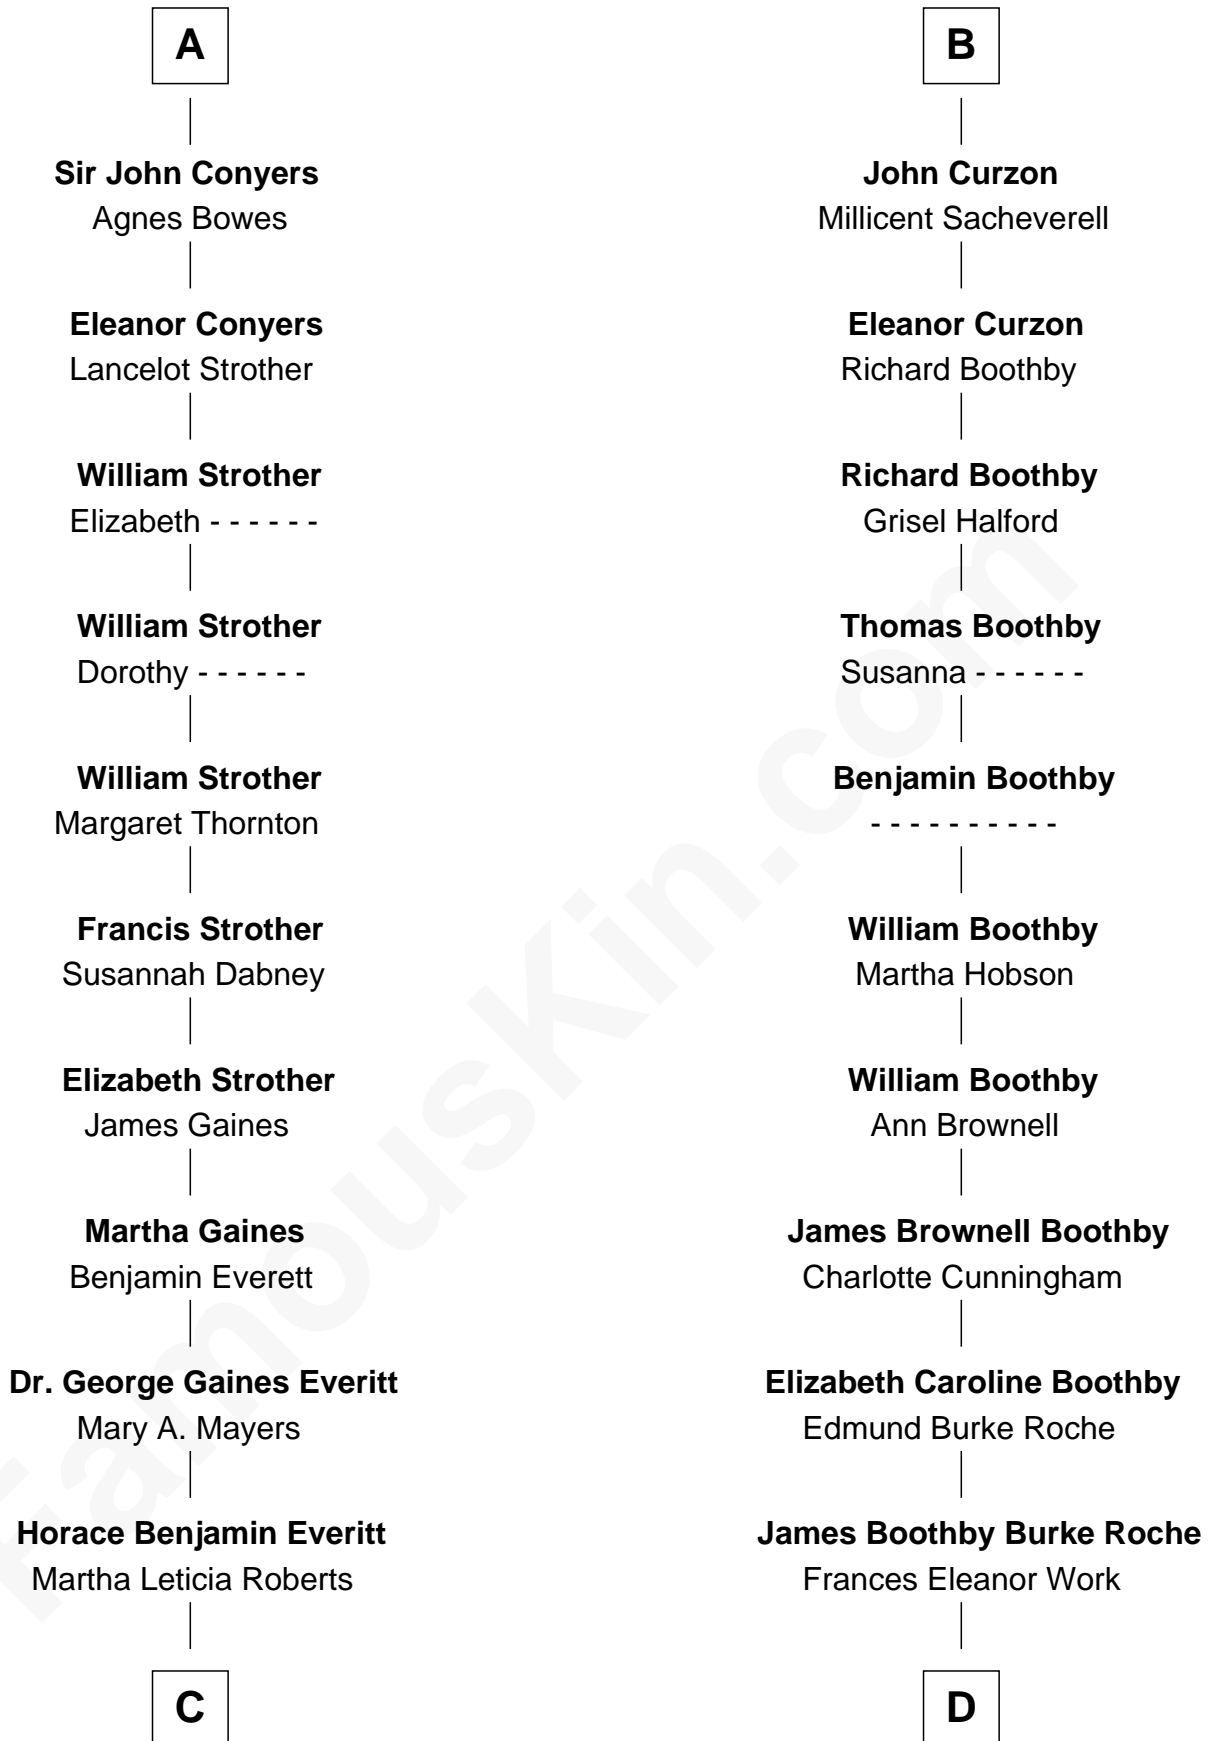 A
Sir John Conyers
Agnes Bowes
Eleanor Conyers
Lancelot Strother
William Strother
Elizabeth - - - - - -
William Strother
Dorothy - - - - - -
William Strother
Margaret Thornton
Francis Strother
Susannah Dabney
Elizabeth Strother
James Gaines
Martha Gaines
Benjamin Everett
Dr. George Gaines Everitt
Mary A. Mayers
Horace Benjamin Everitt
Martha Leticia Roberts
C
B
John Curzon
Millicent Sacheverell
Eleanor Curzon
Richard Boothby
Richard Boothby
Grisel Halford
Thomas Boothby
Susanna - - - - - -
Benjamin Boothby
- - - - - - - - - -
William Boothby
Martha Hobson
William Boothby
Ann Brownell
James Brownell Boothby
Charlotte Cunningham
Elizabeth Caroline Boothby
Edmund Burke Roche
James Boothby Burke Roche
Frances Eleanor Work
D
FamousKin.com